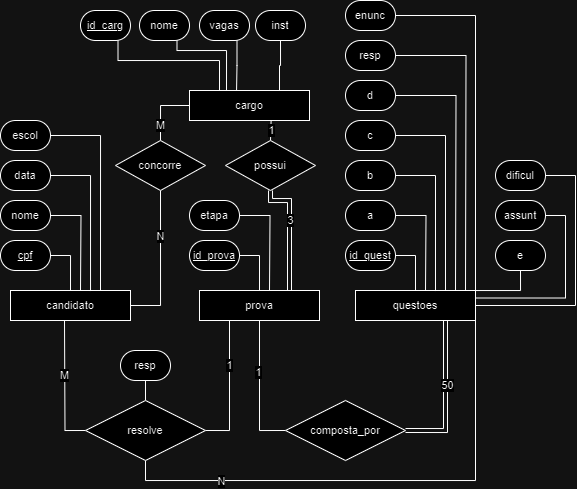 enunc
id_carg
nome
vagas
inst
resp
d
cargo
M
1
escol
c
concorre
possui
data
b
dificul
nome
etapa
3
a
assunt
N
cpf
id_prova
id_quest
e
candidato
prova
questoes
resp
M
1
1
50
resolve
composta_por
N